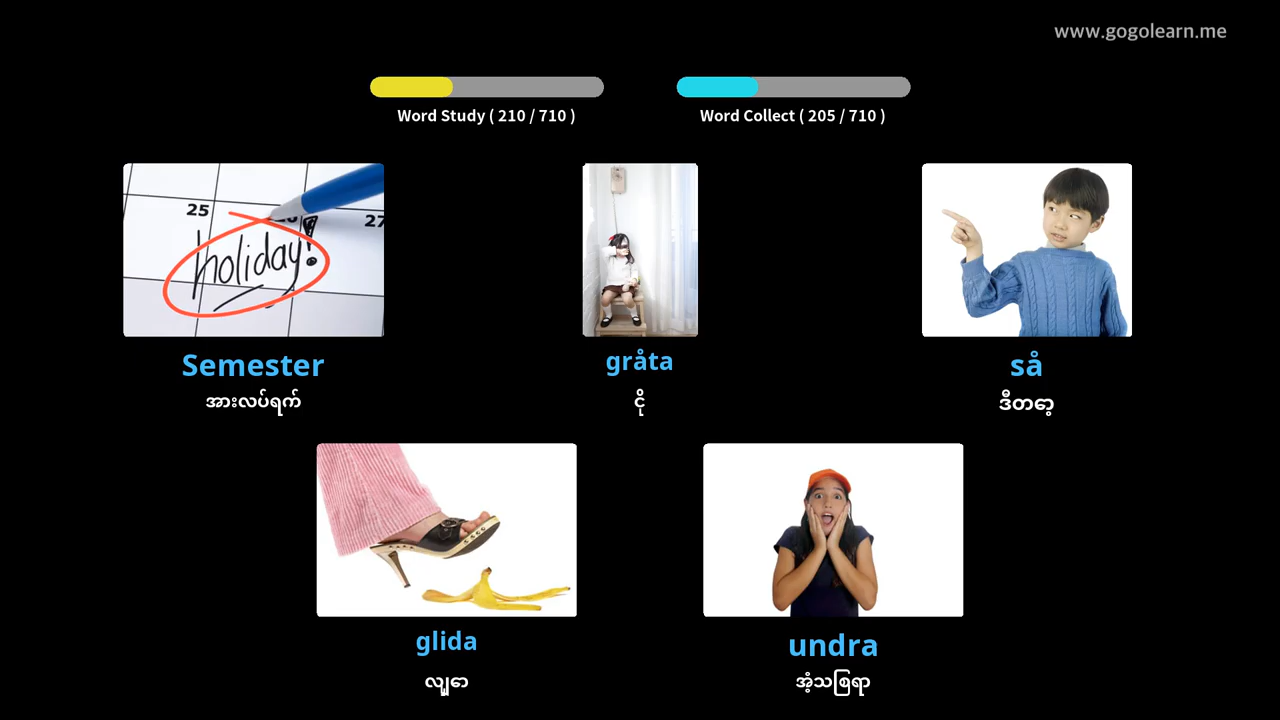 www.gogolearn.me
Word Study ( 210 / 710 )
Word Collect ( 205 / 710 )
25
27
holiday!
Semester
အားလပ်ရက်
gråta
ငို
så
ဒီတော့
glida
လျှော
undra
အံ့သစြရာ